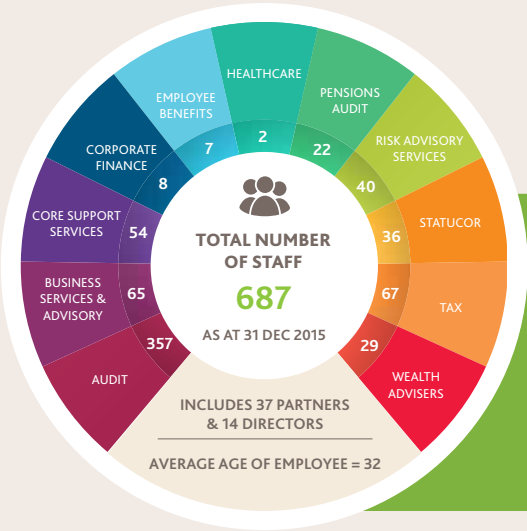 HEALTHCARE
2
PENSIONS
AUDIT
22
RISK ADVISORY
SERVICES
40
STATUCOR
36
TAX
67
WEALTH
ADVISERS
29
AUDIT
357
BUSINESS
SERVICES &
ADVISORY
65
CORE SUPPORT
SERVICES
54
CORPORATE
FINANCE
8
EMPLOYEE
BENEFITS
7
TOTAL NUMBER
OF STAFF
687
AS AT 31 DEC 2015
INCLUDES 37 PARTNERS
& 14 DIRECTORS
AVERAGE AGE OF EMPLOYEE = 32